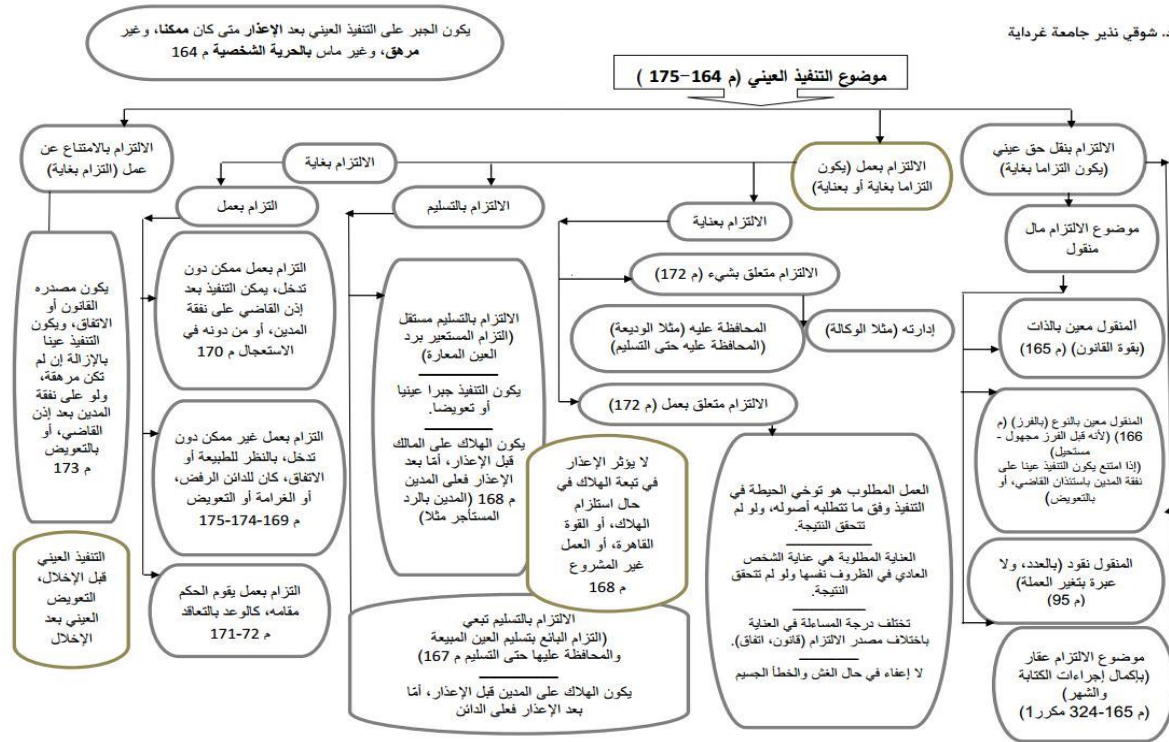 د. شوقي نذير جامعة غرداية
يكون الجبر على التنفيذ العيني بعد الإعذار متى كان ممكنا، وغير
مرهق، وغير ماس بالحرية الشخصية م 164
موضوع التنفيذ العيني (م 164-175 )
الالتزام بنقل حق عيني
(يكون التزاما بغاية)
موضوع الالتزام مال
منقول
المنقول معين بالذات
(بقوة القانون) (م 165)
المنقول معين بالنوع (بالفرز) (م
166) (لأنه قبل الفرز مجهول -
مستحيل)
(إذا امتنع يكون التنفيذ عينا على
نفقة المدين باستئذان القاضي، أو
بالتعويض)
المنقول نقود (بالعدد، ولا
عبرة بتغير العملة)
(م 95)
موضوع الالتزام عقار
(بإكمال إجراءات الكتابة
والشهر)
(م 165-324 مكرر1)
الالتزام بعمل (يكون
التزاما بغاية أو بعناية)
الالتزام بعناية
الالتزام متعلق بشيء (م 172)
إدارته (مثلا الوكالة)
المحافظة عليه (مثلا الوديعة)
(المحافظة عليه حتى التسليم)
الالتزام متعلق بعمل (م 172)
العمل المطلوب هو توخي الحيطة في
التنفيذ وفق ما تتطلبه أصوله، ولو لم
تتحقق النتيجة.
العناية المطلوبة هي عناية الشخص
العادي في الظروف نفسها ولو لم تتحقق
النتيجة.
تختلف درجة المساءلة في العناية
باختلاف مصدر الالتزام (قانون، اتفاق).
لا إعفاء في حال الغش والخطأ الجسيم
الالتزام بغاية
الالتزام بالتسليم
الالتزام بالتسليم مستقل
(التزام المستعير برد
العين المعارة)
يكون التنفيذ جبرا عينيا
أو تعويضا.
يكون الهلاك على المالك
قبل الإعذار، أمّا بعد
الإعذار فعلى المدين
م 168 (المدين بالرد
المستأجر مثلا)
لا يؤثر الإعذار
في تبعة الهلاك في
حال استلزام
الهلاك، أو القوة
القاهرة، أو العمل
غير المشروع
م 168
الالتزام بالتسليم تبعي
(التزام البائع بتسليم العين المبيعة
والمحافظة عليها حتى التسليم م 167)
يكون الهلاك على المدين قبل الإعذار، أمّا
بعد الإعذار فعلى الدائن
التزام بعمل
التزام بعمل ممكن دون
تدخل، يمكن التنفيذ بعد
إذن القاضي على نفقة
المدين، أو من دونه في
الاستعجال م 170
التزام بعمل غير ممكن دون
تدخل، بالنظر للطبيعة أو
الاتفاق، كان للدائن الرفض،
أو الغرامة أو التعويض
م 169-174-175
التزام بعمل يقوم الحكم
مقامه، كالوعد بالتعاقد
م 72-171
الالتزام بالامتناع عن
عمل (التزام بغاية)
يكون مصدره
القانون أو
الاتفاق، ويكون
التنفيذ عينا
بالإزالة إن لم
تكن مرهقة،
ولو على نفقة
المدين بعد إذن
القاضي، أو
بالتعويض
م 173
التنفيذ العيني
قبل الإخلال،
التعويض
العيني بعد
الإخلال